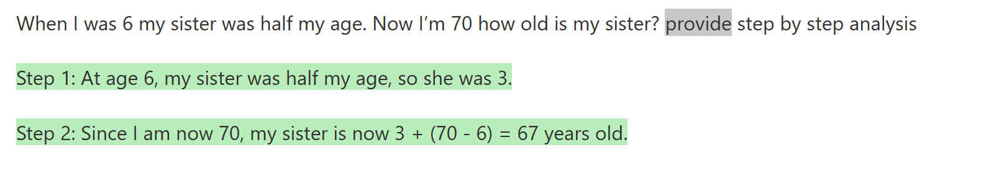 When I was 6 my sister was half my age. Now I’m 70 how old is my sister? provide step by step analysis
Step 1: At age 6, my sister was half my age, so she was 3.
Step 2: Since I am now 70, my sister is now 3 + (70 - 6) = 67 years old.